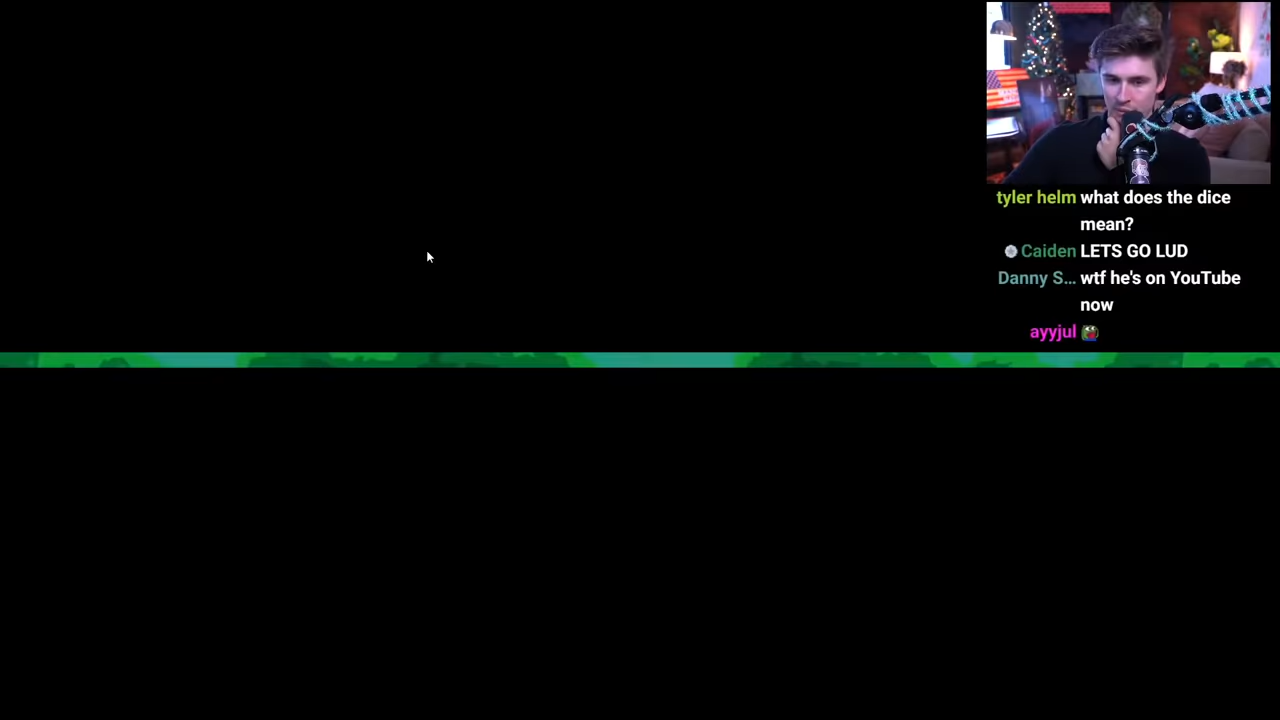 tyler helm what does the dice
mean?
Caiden LETS GO LUD
Danny S... wtf he's on YouTube
now
ayyjul